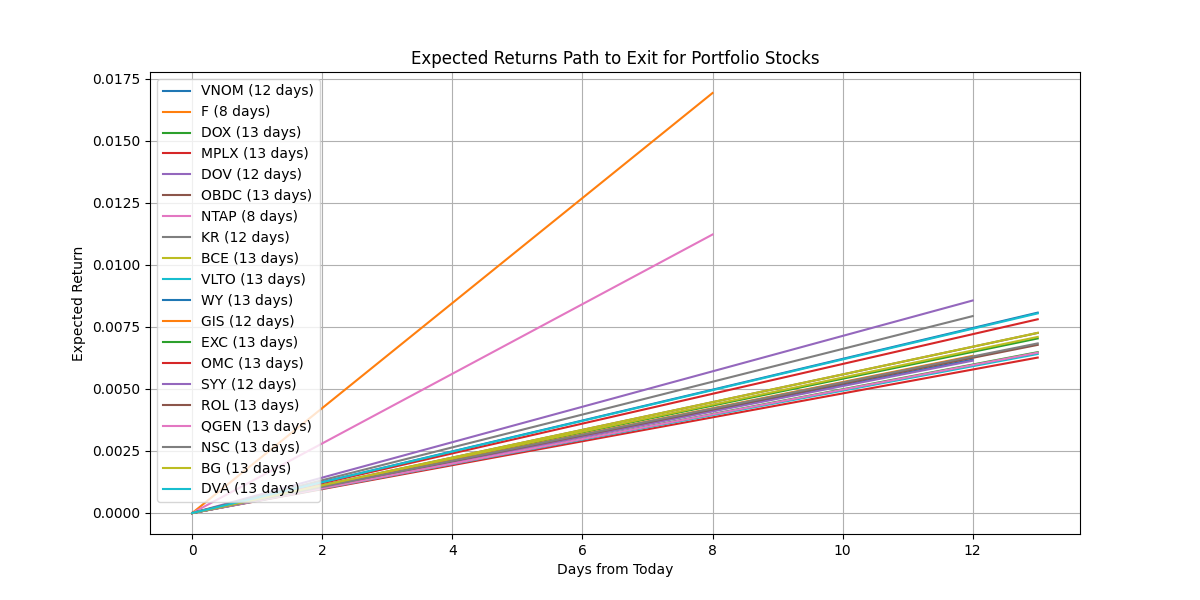 Expected Returns Path to Exit for Portfolio Stocks
0.0175
0.0150
0.0125
0.0100
0.0075
0.0050
0.0025
0.0000
Expected Return
VNOM (12 days)
F (8 days)
DOX (13 days)
MPLX (13 days)
DOV (12 days)
OBDC (13 days)
NTAP (8 days)
KR (12 days)
BCE (13 days)
VLTO (13 days)
WY (13 days)
GIS (12 days)
EXC (13 days)
OMC (13 days)
SYY (12 days)
ROL (13 days)
QGEN (13 days)
NSC (13 days)
BG (13 days)
DVA (13 days)
0 2 4 6 8 10 12
Days from Today